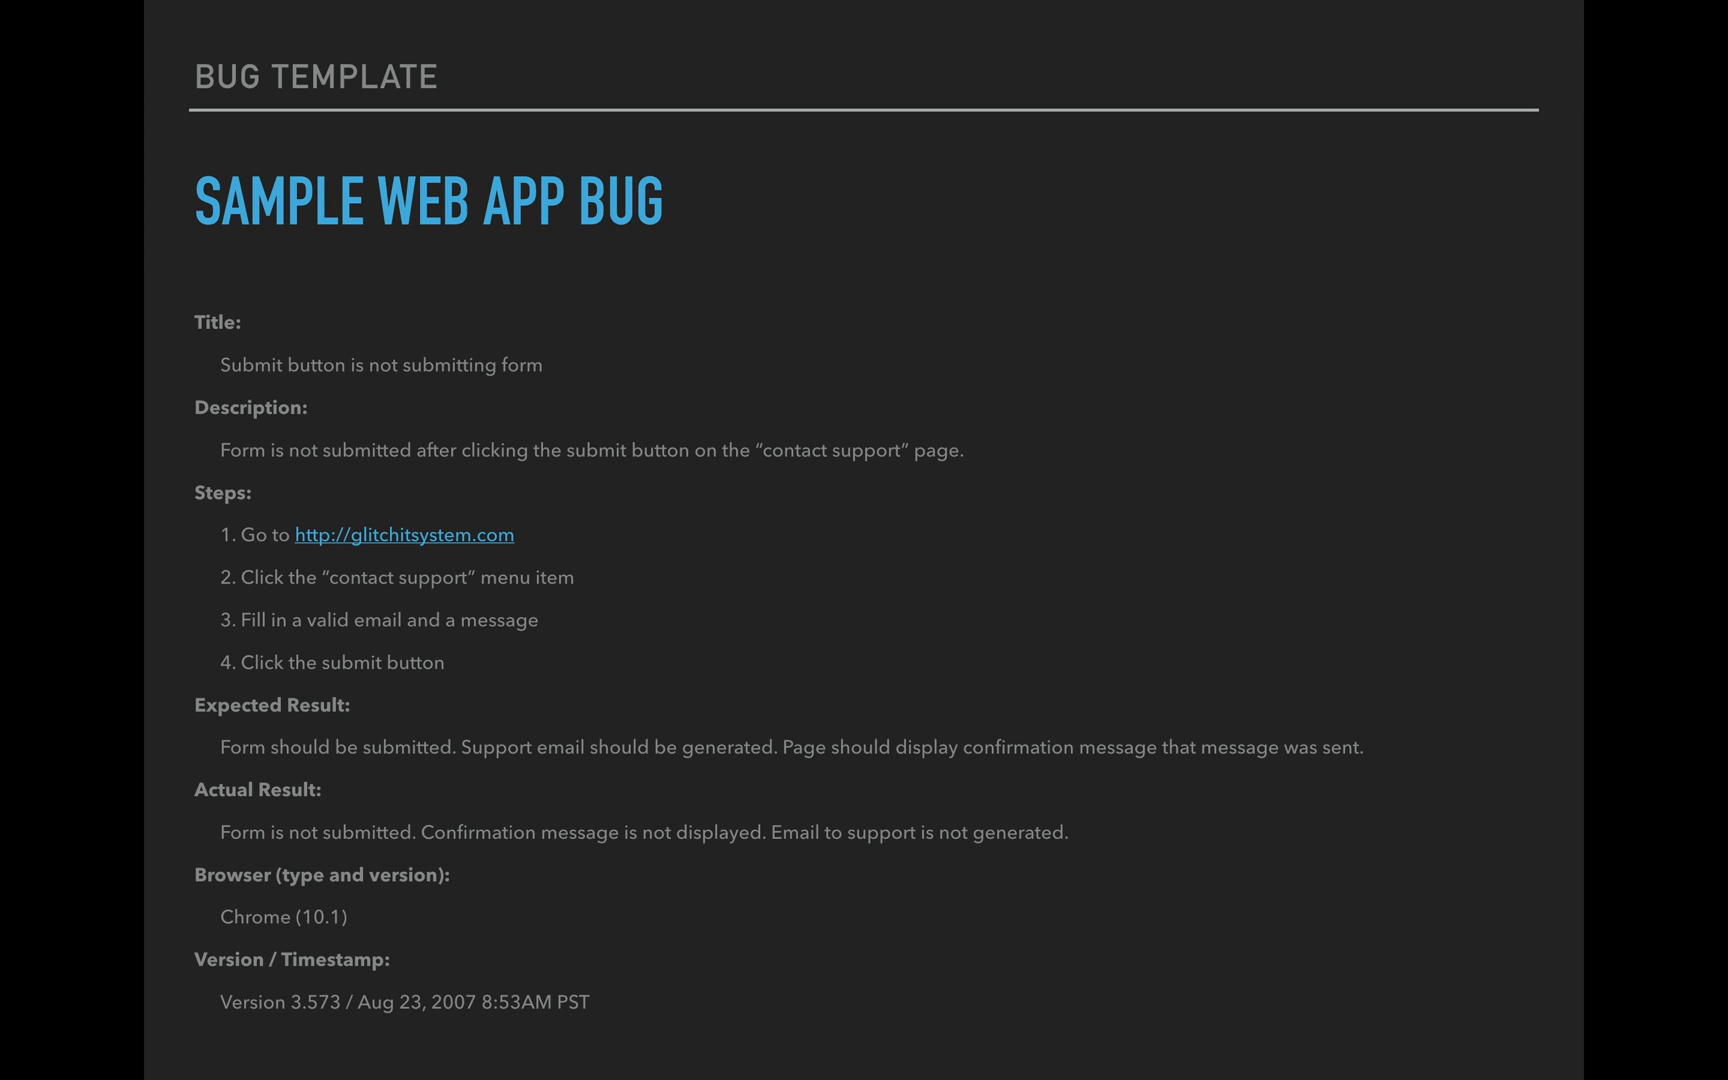 BUG TEMPLATE
SAMPLE WEB APP BUG
Title:
Submit button is not submitting form
Description:
Form is not submitted after clicking the submit button on the “contact support” page.
Steps:
1. Go to http://glitchitsystem.com
2. Click the “contact support” menu item
3. Fill in a valid email and a message
4. Click the submit button
Expected Result:
Form should be submitted. Support email should be generated. Page should display confirmation message that message was sent.
Actual Result:
Form is not submitted. Confirmation message is not displayed. Email to support is not generated.
Browser (type and version):
Chrome (10.1)
Version / Timestamp:
Version 3.573 / Aug 23, 2007 8:53AM PST